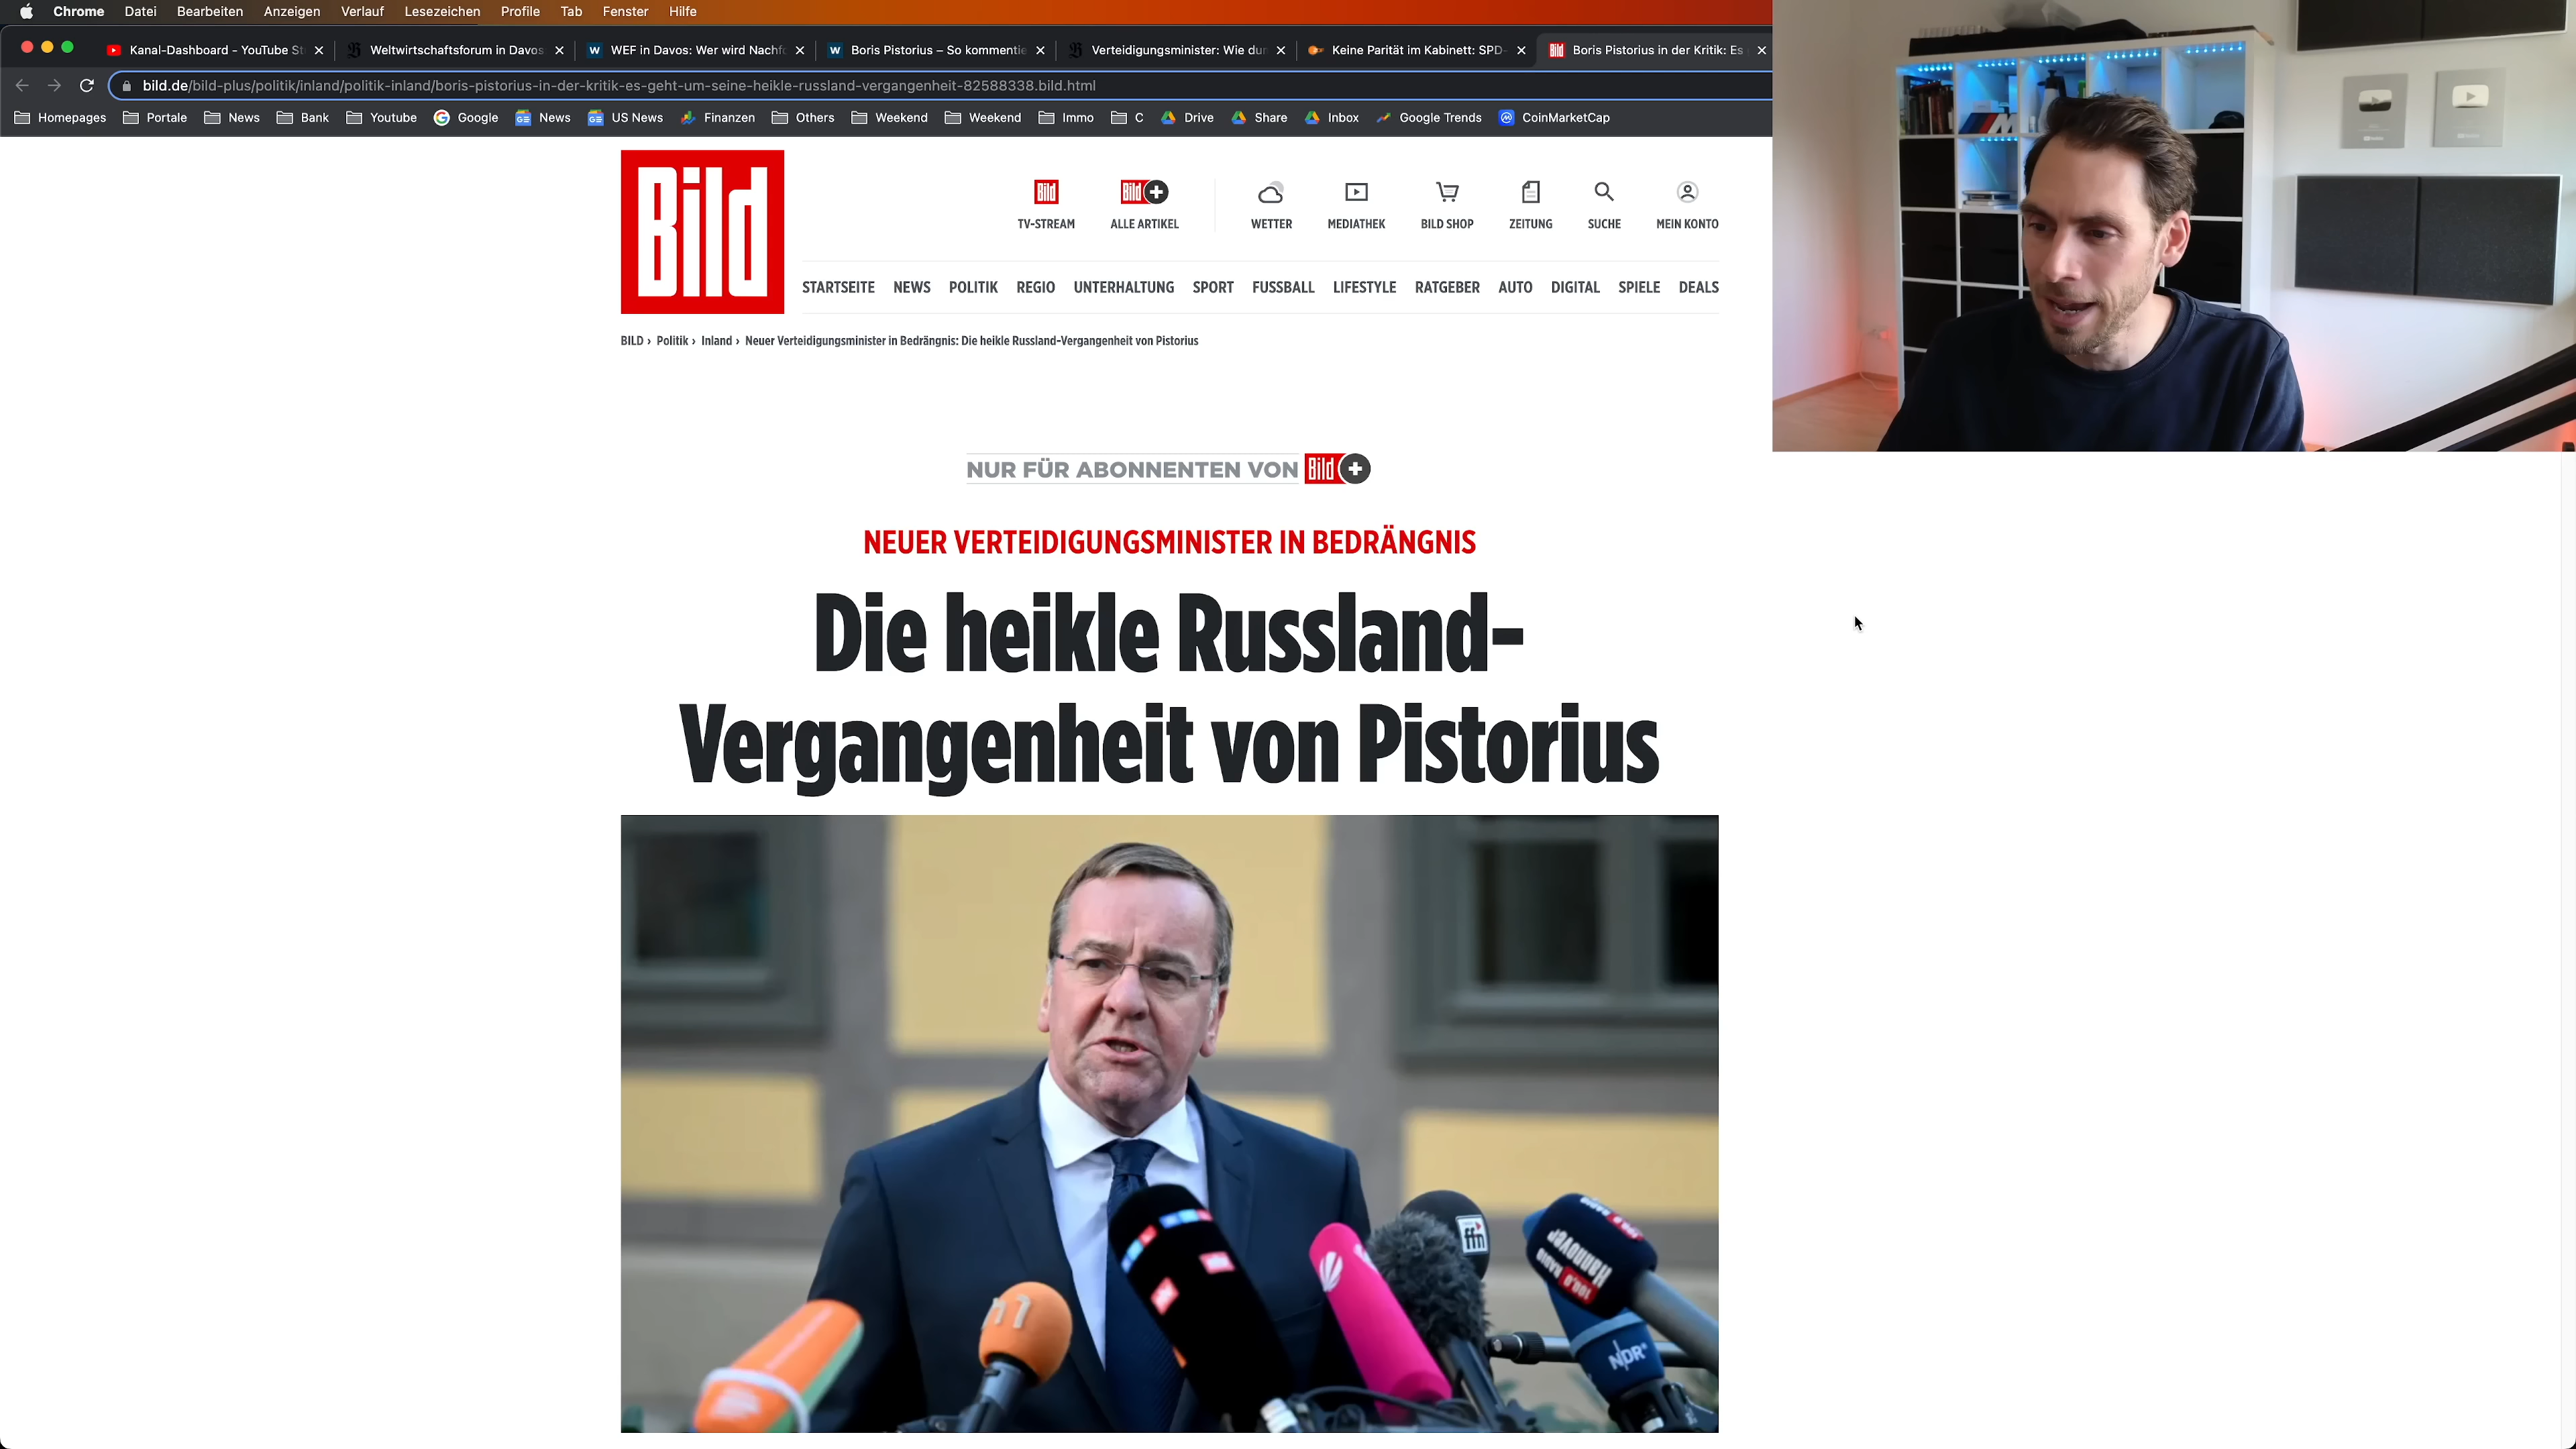 Chrome Datei Bearbeiten Anzeigen Verlauf Lesezeichen Profile Tab Fenster Hilfe
Kanal-Dashboard - YouTube St
Weltwirtschaftsforum in Davos
WEF in Davos: Wer wird Nachfo
Boris Pistorius – So kommentie
Verteidigungsminister: Wie dur
Keine Parität im Kabinett: SPD-
Boris Pistorius in der Kritik: Es
bild.de/bild-plus/politik/inland/politik-inland/boris-pistorius-in-der-kritik-es-geht-um-seine-heikle-russland-vergangenheit-82588338.bild.html
Homepages Portale News Bank Youtube Google News US News Finanzen Others Weekend Weekend Immo C Drive Share Inbox Google Trends CoinMarketCap
Bild
Bild Bild +
TV-STREAM ALLE ARTIKEL WETTER MEDIATHEK BILD SHOP ZEITUNG SUCHE MEIN KONTO
STARTSEITE NEWS POLITIK REGIO UNTERHALTUNG SPORT FUSSBALL LIFESTYLE RATGEBER AUTO DIGITAL SPIELE DEALS
BILD › Politik › Inland › Neuer Verteidigungsminister in Bedrängnis: Die heikle Russland-Vergangenheit von Pistorius
NUR FÜR ABONNENTEN VON Bild +
NEUER VERTEIDIGUNGSMINISTER IN BEDRÄNGNIS
Die heikle Russland-
Vergangenheit von Pistorius
ffn
Hannover
NDR